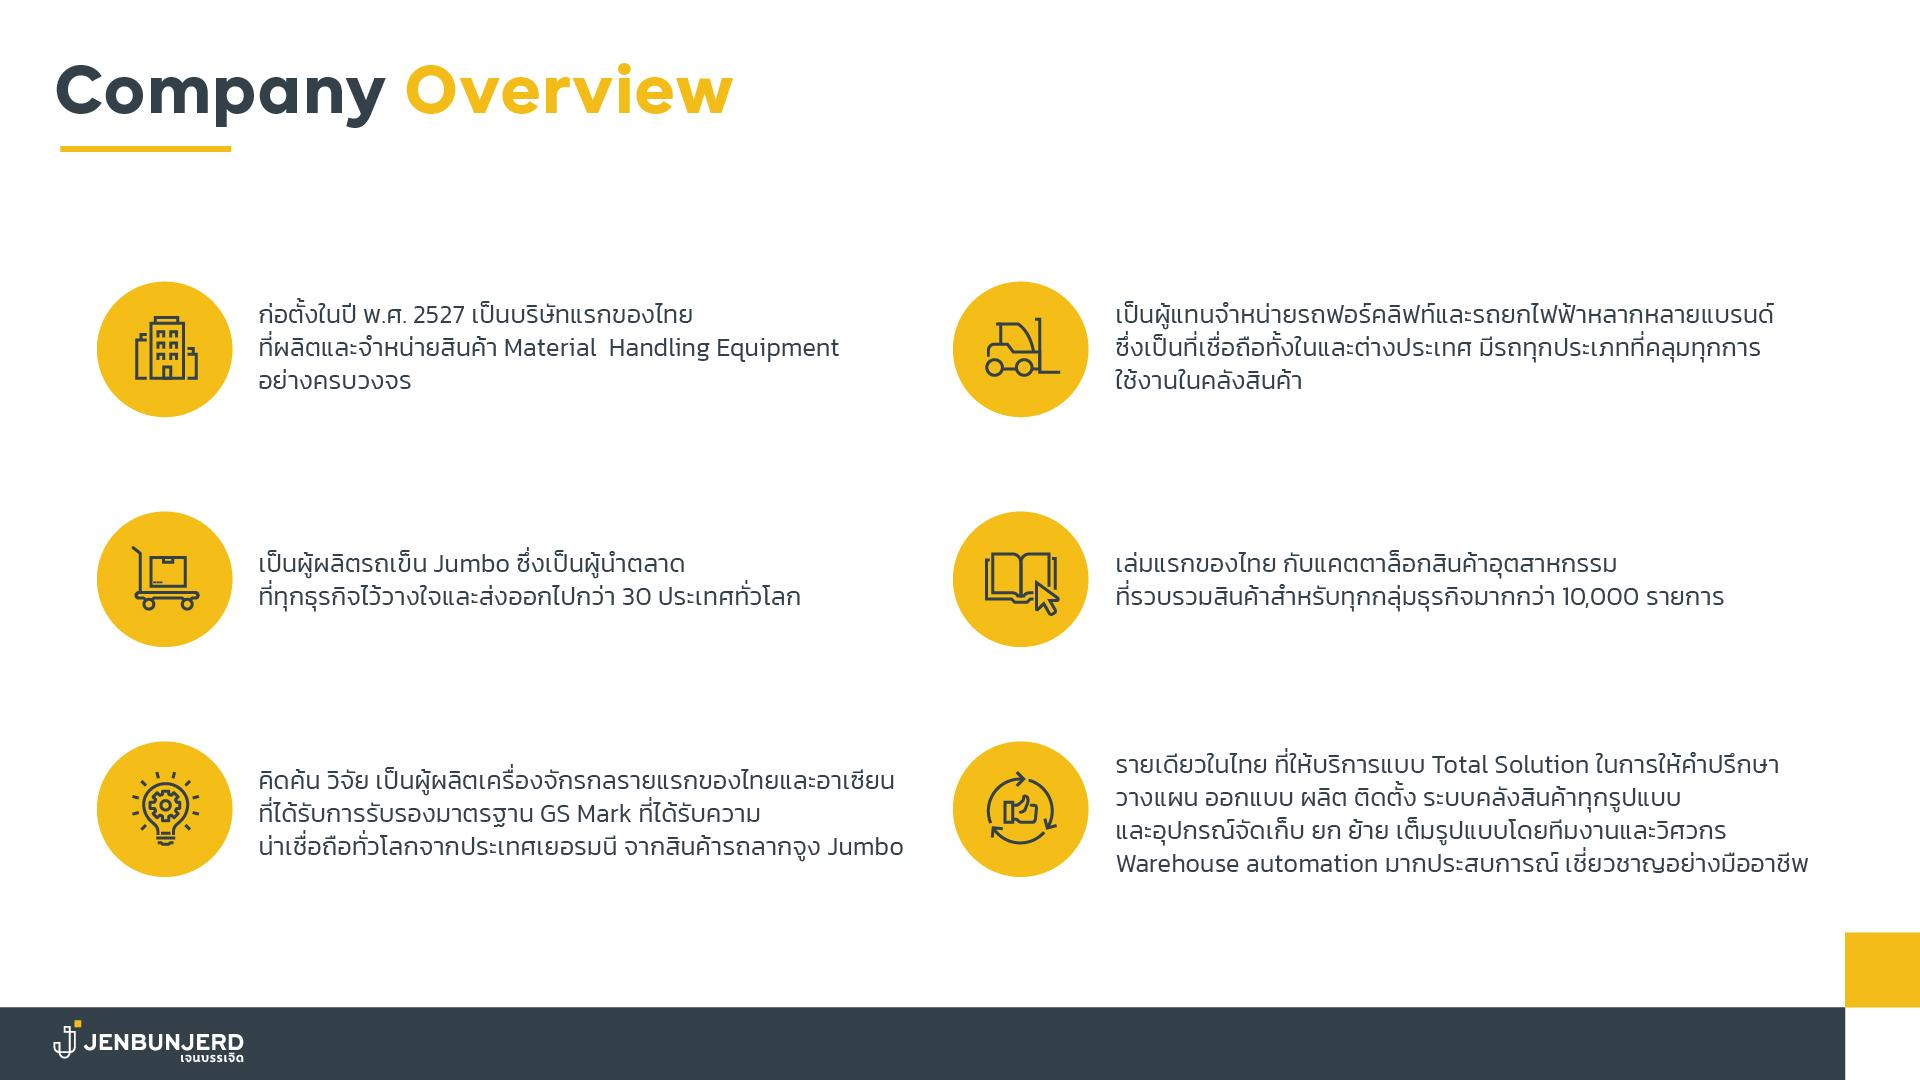 Company Overview
ก่อตั้งในปี พ.ศ. 2527 เป็นบริษัทแรกของไทย
ที่ผลิตและจำหน่ายสินค้า Material  Handling Equipment
อย่างครบวงจร
เป็นผู้ผลิตรถเข็น Jumbo ซึ่งเป็นผู้นำตลาด
ที่ทุกธุรกิจไว้วางใจและส่งออกไปกว่า 30 ประเทศทั่วโลก
คิดค้น วิจัย เป็นผู้ผลิตเครื่องจักรกลรายแรกของไทยและอาเซียน
ที่ได้รับการรับรองมาตรฐาน GS Mark ที่ได้รับความ
น่าเชื่อถือทั่วโลกจากประเทศเยอรมนี จากสินค้ารถลากจูง Jumbo
เป็นผู้แทนจำหน่ายรถฟอร์คลิฟท์และรถยกไฟฟ้าหลากหลายแบรนด์
ซึ่งเป็นที่เชื่อถือทั้งในและต่างประเทศ มีรถทุกประเภทที่คลุมทุกการ
ใช้งานในคลังสินค้า
เล่มแรกของไทย กับแคตตาล็อกสินค้าอุตสาหกรรม
ที่รวบรวมสินค้าสำหรับทุกกลุ่มธุรกิจมากกว่า 10,000 รายการ
รายเดียวในไทย ที่ให้บริการแบบ Total Solution ในการให้คำปรึกษา
วางแผน ออกแบบ ผลิต ติดตั้ง ระบบคลังสินค้าทุกรูปแบบ
และอุปกรณ์จัดเก็บ ยก ย้าย เต็มรูปแบบโดยทีมงานและวิศวกร
Warehouse automation มากประสบการณ์ เชี่ยวชาญอย่างมืออาชีพ
JENBUNJERD
เจนบรรเจิด